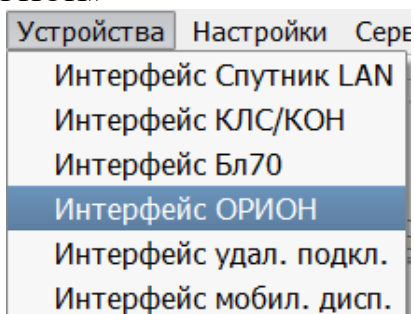 Устройства Настройки
Интерфейс Спутник LAN
Интерфейс КЛС/КОН
Интерфейс Бл70
Интерфейс ОРИОН
Интерфейс удал. подкл.
Интерфейс мобил. дисп.